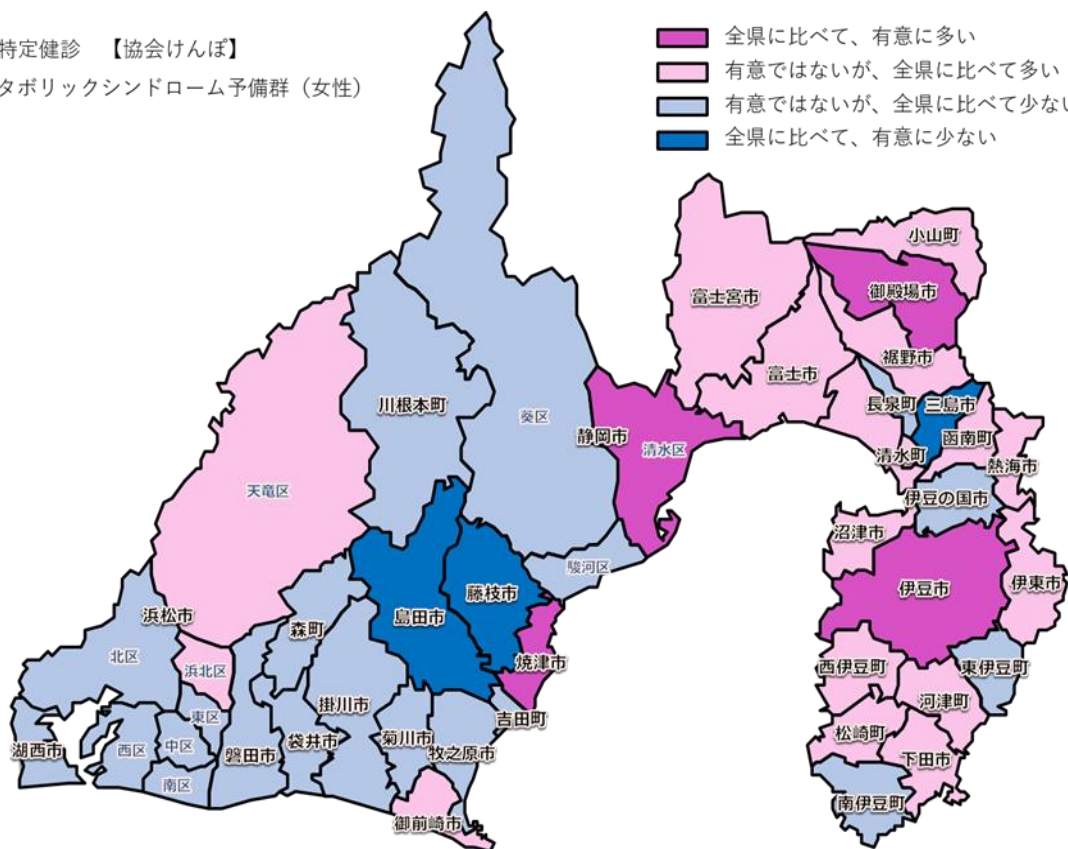 特定健診 【協会けんぽ】
タボリックシンドローム予備群（女性）
全県に比べて、有意に多い
有意ではないが、全県に比べて多い
有意ではないが、全県に比べて少ない
全県に比べて、有意に少ない
小山町
御殿場市
富士宮市
裾野市
富士市
長泉町
三島市
川根本町
葵区
静岡市
清水区
函南町
清水町
熱海市
天竜区
伊豆の国市
沼津市
駿河区
伊豆市
伊東市
藤枝市
浜松市
島田市
森町
北区
焼津市
浜北区
西伊豆町
東伊豆町
掛川市
河津町
東区
吉田町
湖西市
西区
中区
磐田市
袋井市
菊川市
牧之原市
松崎町
下田市
南区
南伊豆町
御前崎市